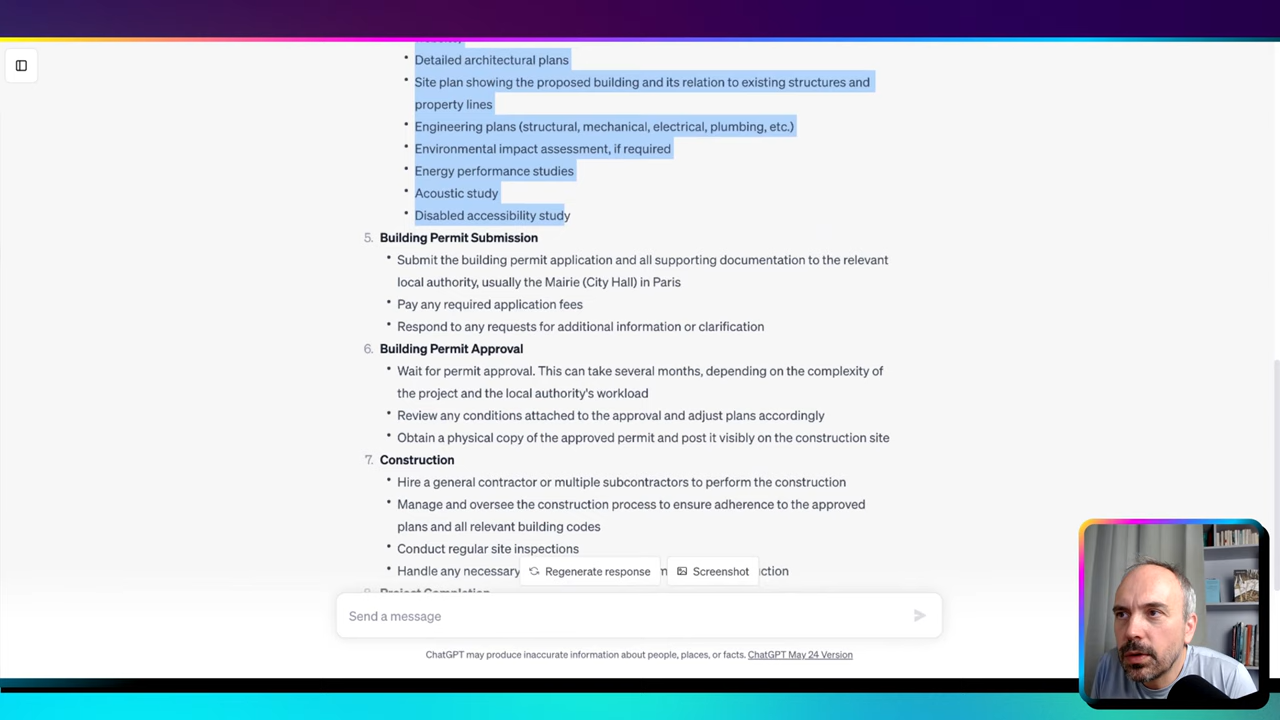 • Detailed architectural plans
• Site plan showing the proposed building and its relation to existing structures and
property lines
• Engineering plans (structural, mechanical, electrical, plumbing, etc.)
• Environmental impact assessment, if required
• Energy performance studies
• Acoustic study
• Disabled accessibility study
5. Building Permit Submission
• Submit the building permit application and all supporting documentation to the relevant
local authority, usually the Mairie (City Hall) in Paris
• Pay any required application fees
• Respond to any requests for additional information or clarification
6. Building Permit Approval
• Wait for permit approval. This can take several months, depending on the complexity of
the project and the local authority's workload
• Review any conditions attached to the approval and adjust plans accordingly
• Obtain a physical copy of the approved permit and post it visibly on the construction site
7. Construction
• Hire a general contractor or multiple subcontractors to perform the construction
• Manage and oversee the construction process to ensure adherence to the approved
plans and all relevant building codes
• Conduct regular site inspections
• Handle any necessary
Regenerate response
Screenshot
Project Completion
Send a message
ChatGPT may produce inaccurate information about people, places, or facts. ChatGPT May 24 Version